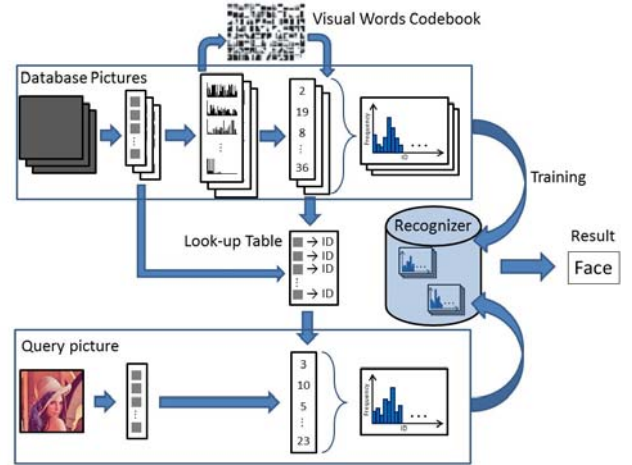 Visual Words Codebook
Database Pictures
2
19
8
⋮
36
Frequency
ID
...
Training
Look-up Table
→ ID
→ ID
→ ID
⋮
→ ID
Recognizer
...
...
Result
Face
Query picture
3
10
5
⋮
23
Frequency
ID
...